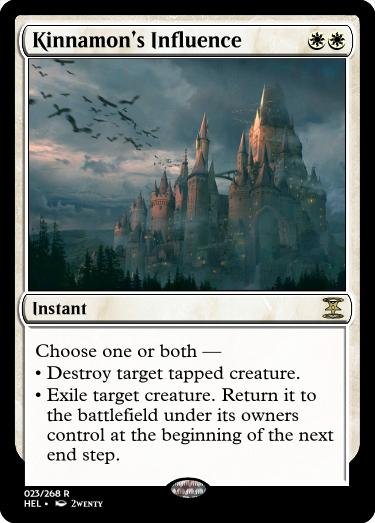 Kinnamon's Influence
Instant
Choose one or both —
• Destroy target tapped creature.
• Exile target creature. Return it to
the battlefield under its owners
control at the beginning of the next
end step.
023/268 R
HEL • 2WENTY